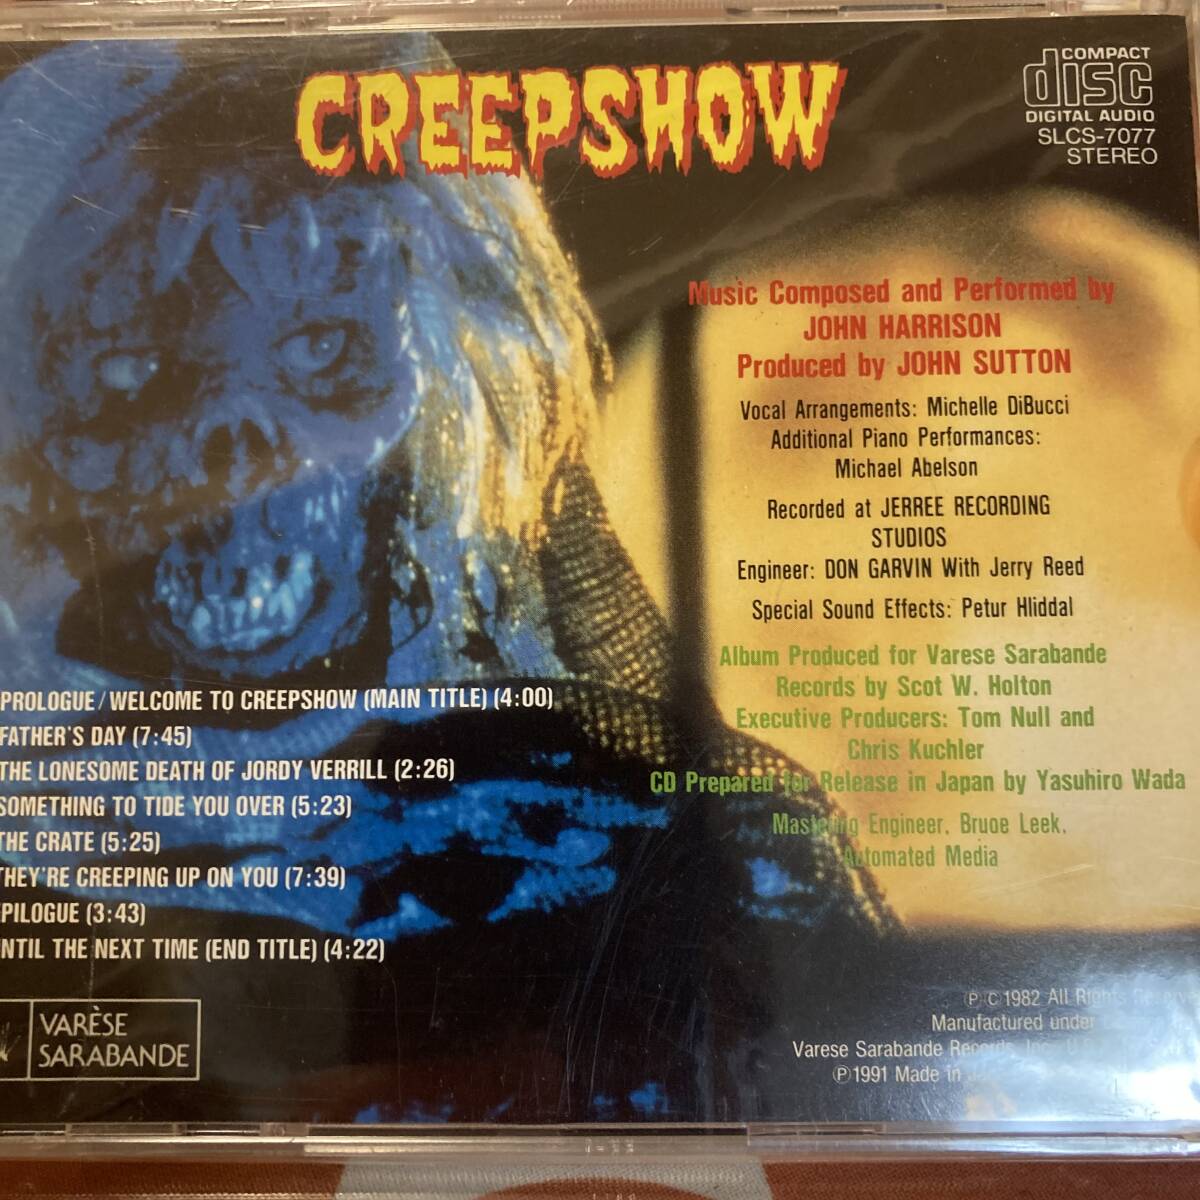 CREEPSHOW
COMPACT
disc
DIGITAL AUDIO
SLCS-7077
STEREO
Music Composed and Performed by
JOHN HARRISON
Produced by JOHN SUTTON
Vocal Arrangements: Michelle DiBucci
Additional Piano Performances:
Michael Abelson
Recorded at JERREE RECORDING
STUDIOS
Engineer: DON GARVIN With Jerry Reed
Special Sound Effects: Petur Hliddal
Album Produced for Varese Sarabande
Records by Scot W. Holton
Executive Producers: Tom Null and
Chris Kuchler
CD Prepared for Release in Japan by Yasuhiro Wada
Mastering Engineer, Bruoe Leek,
Automated Media
PROLOGUE/WELCOME TO CREEPSHOW (MAIN TITLE) (4:00)
FATHER'S DAY (7:45)
THE LONESOME DEATH OF JORDY VERRILL (2:26)
SOMETHING TO TIDE YOU OVER (5:23)
THE CRATE (5:25)
THEY'RE CREEPING UP ON YOU (7:39)
EPILOGUE (3:43)
NTIL THE NEXT TIME (END TITLE) (4:22)
VARÈSE
SARABANDE
℗ © 1982 All Rights
Manufactured under
Varese Sarabande Records, Inc.
℗1991 Made in